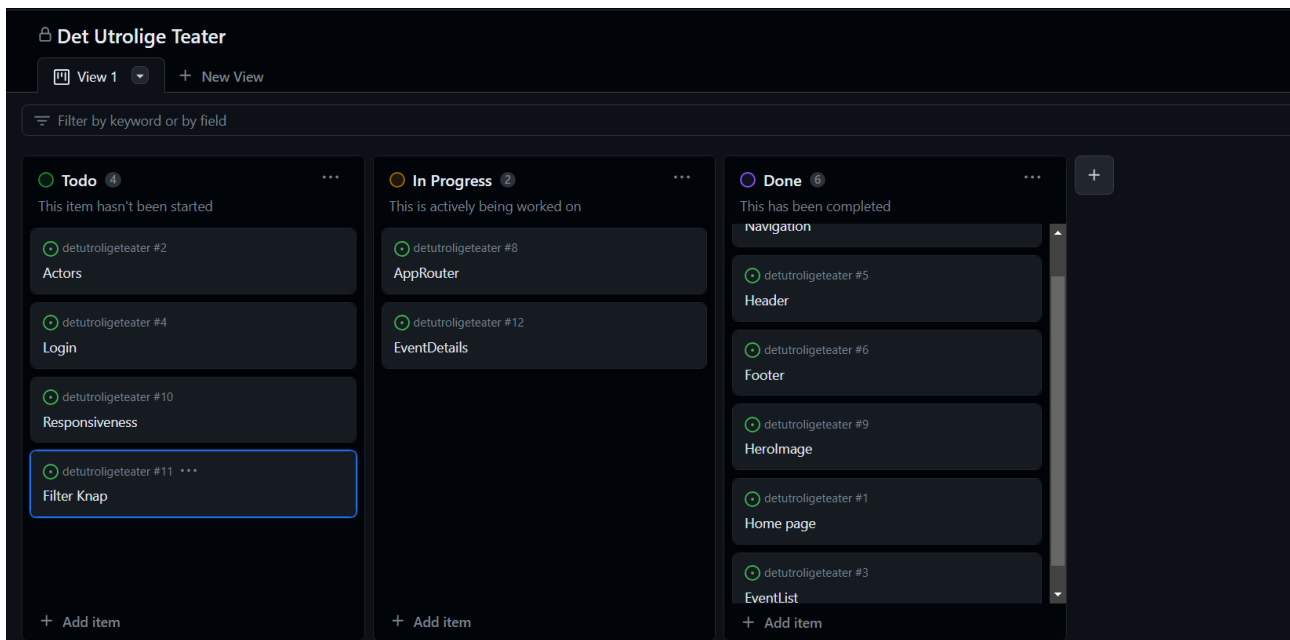 Det Utrolige Teater
View 1
New View
Filter by keyword or by field
Todo 4
This item hasn't been started
detutroligeteater #2
Actors
detutroligeteater #4
Login
detutroligeteater #10
Responsiveness
detutroligeteater #11
Filter Knap
Add item
In Progress 2
This is actively being worked on
detutroligeteater #8
AppRouter
detutroligeteater #12
EventDetails
Add item
Done 6
This has been completed
Navigation
detutroligeteater #5
Header
detutroligeteater #6
Footer
detutroligeteater #9
HeroImage
detutroligeteater #1
Home page
detutroligeteater #3
EventList
Add item